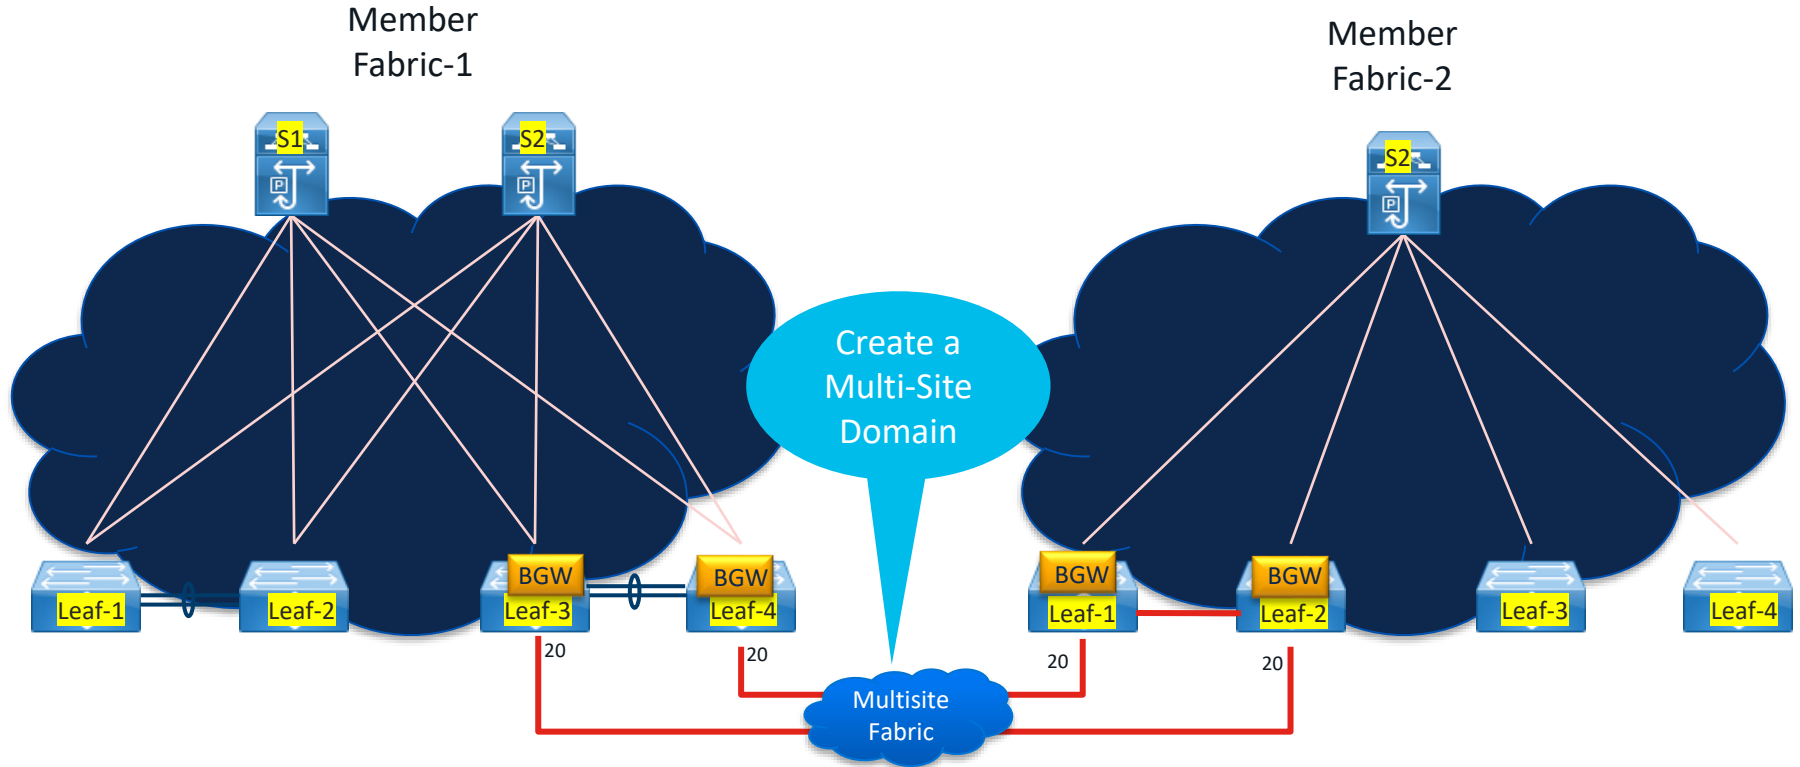 Member
Fabric-1
Member
Fabric-2
S1
S2
S2
P
P
P
Create a
Multi-Site
Domain
BGW
BGW
BGW
BGW
Leaf-1
Leaf-2
Leaf-3
Leaf-4
Leaf-1
Leaf-2
Leaf-3
Leaf-4
20
20
20
20
Multisite
Fabric